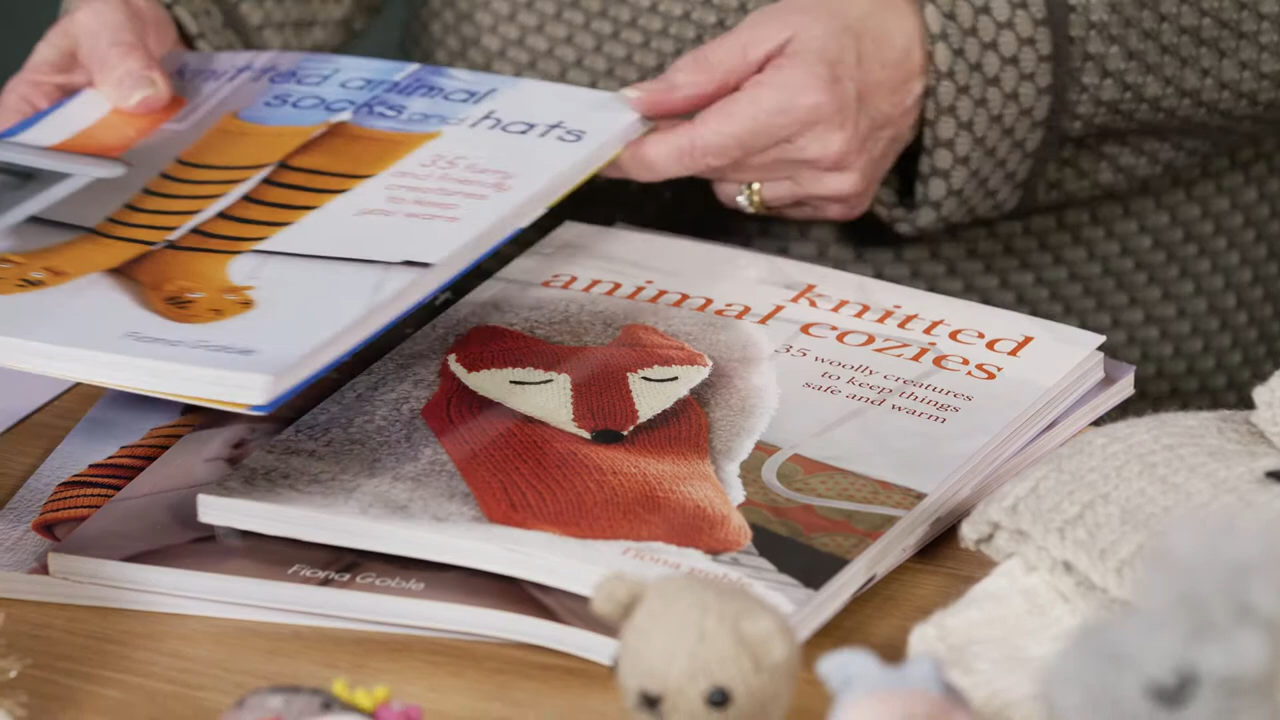 knitted animal
socks and hats
knitted
animal cozies
35 woolly creatures
to keep things
safe and warm
Fiona Goble
Fiona Goble